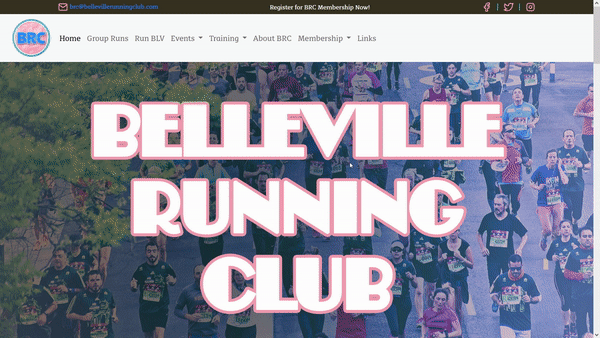 brc@bellevillerunningclub.com
Register for BRC Membership Now!
BRC
Home Group Runs Run BLV Events Training About BRC Membership Links
BELLEVILLE
RUNNING
CLUB